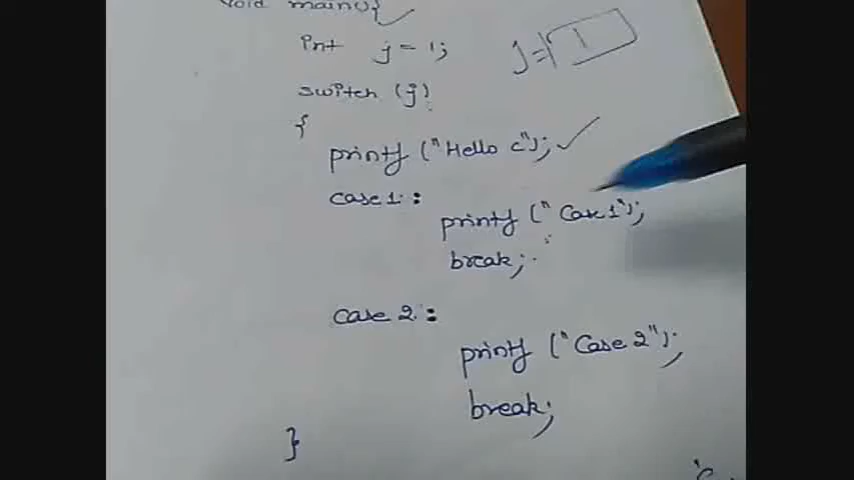 void main(){
int j = 1;
j = 1
switch (j)
{
printf ("Hello c");
case 1:
printf ("Case 1");
break;
case 2:
printf ("Case 2");
break;
}